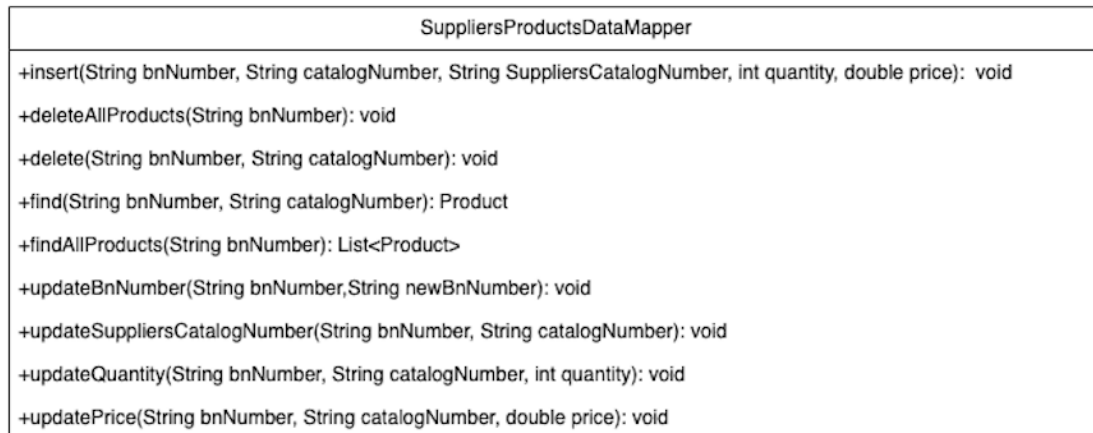 SuppliersProductsDataMapper
+insert(String bnNumber, String catalogNumber, String SuppliersCatalogNumber, int quantity, double price):  void
+deleteAllProducts(String bnNumber): void
+delete(String bnNumber, String catalogNumber): void
+find(String bnNumber, String catalogNumber): Product
+findAllProducts(String bnNumber): List<Product>
+updateBnNumber(String bnNumber,String newBnNumber): void
+updateSuppliersCatalogNumber(String bnNumber, String catalogNumber): void
+updateQuantity(String bnNumber, String catalogNumber, int quantity): void
+updatePrice(String bnNumber, String catalogNumber, double price): void